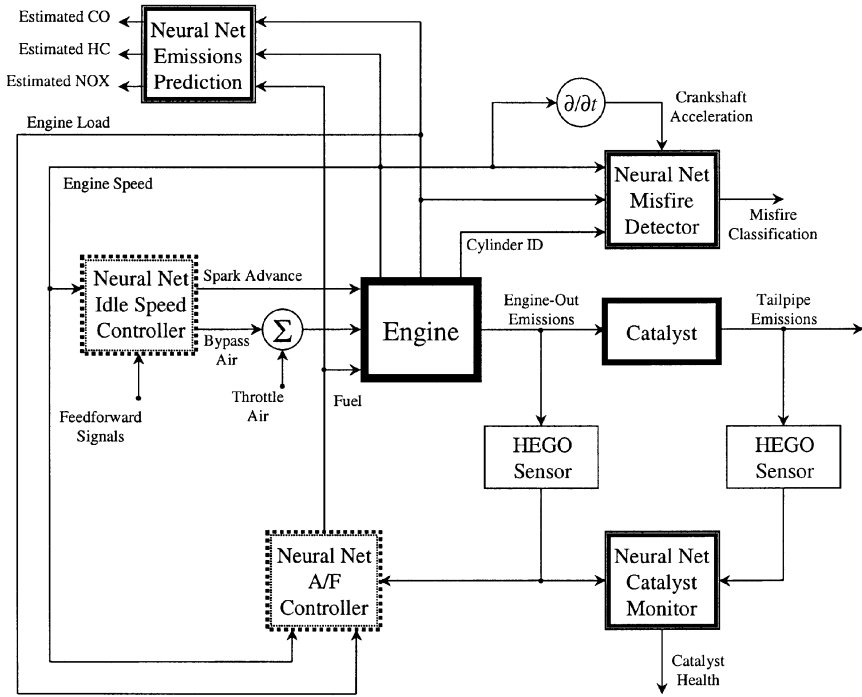 Estimated CO
Estimated HC
Estimated NOX
Neural Net
Emissions
Prediction
Engine Load
∂/∂t
Crankshaft
Acceleration
Engine Speed
Neural Net
Misfire
Detector
Misfire
Classification
Cylinder ID
Neural Net
Idle Speed
Controller
Spark Advance
Bypass
Air
Σ
Throttle
Air
Feedforward
Signals
Engine
Fuel
Engine-Out
Emissions
Catalyst
Tailpipe
Emissions
HEGO
Sensor
HEGO
Sensor
Neural Net
A/F
Controller
Neural Net
Catalyst
Monitor
Catalyst
Health